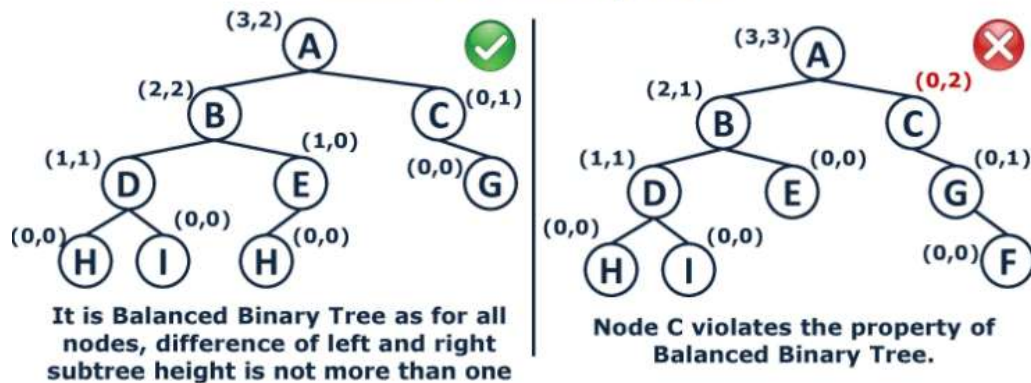 (3,2)
A
(2,2)
B
C
(0,1)
(1,1)
D
(1,0)
E
(0,0)
G
(0,0)
H
(0,0)
I
H
(0,0)
It is Balanced Binary Tree as for all
nodes, difference of left and right
subtree height is not more than one
(3,3)
A
(2,1)
B
(0,2)
C
(1,1)
D
(0,0)
E
(0,1)
G
(0,0)
H
(0,0)
I
(0,0)
F
Node C violates the property of
Balanced Binary Tree.